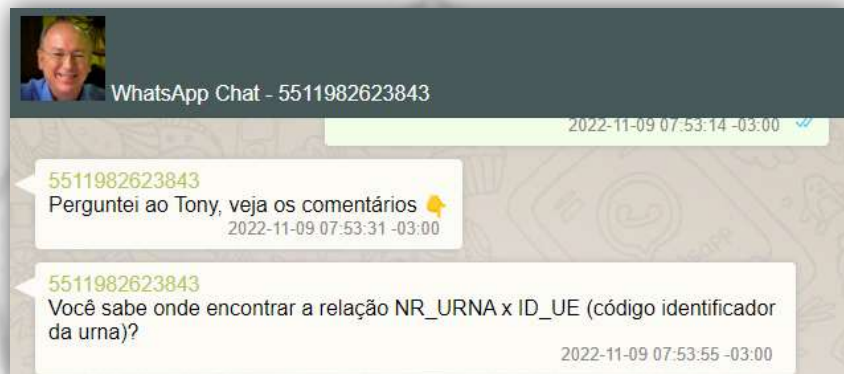 WhatsApp Chat - 5511982623843
2022-11-09 07:53:14 -03:00
5511982623843
Perguntei ao Tony, veja os comentários 👇
2022-11-09 07:53:31 -03:00
5511982623843
Você sabe onde encontrar a relação NR_URNA x ID_UE (código identificador
da urna)?
2022-11-09 07:53:55 -03:00